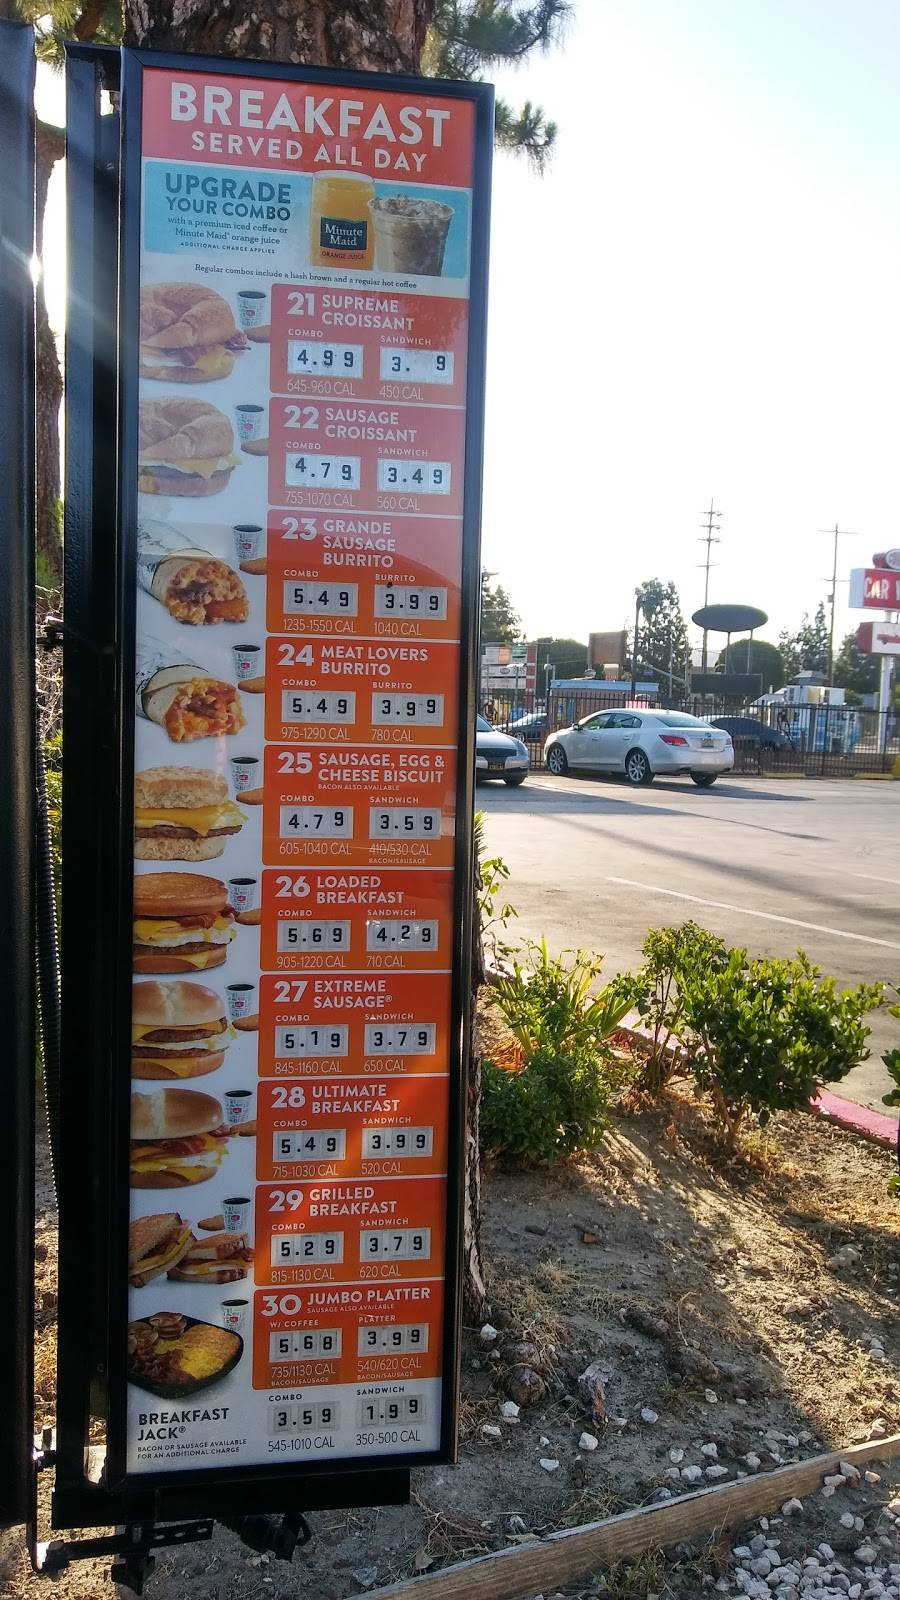 BREAKFAST
SERVED ALL DAY
UPGRADE
YOUR COMBO
with a premium iced coffee or
Minute Maid® orange juice
ADDITIONAL CHARGE APPLIES
Minute
Maid
ORANGE JUICE
Regular combos include a hash brown and a regular hot coffee
21 SUPREME
CROISSANT
COMBO SANDWICH
4.99 3. 9
645-960 CAL 450 CAL
22 SAUSAGE
CROISSANT
COMBO SANDWICH
4.79 3.49
755-1070 CAL 560 CAL
23 GRANDE
SAUSAGE
BURRITO
COMBO BURRITO
5.49 3.99
1235-1550 CAL 1040 CAL
24 MEAT LOVERS
BURRITO
COMBO BURRITO
5.49 3.99
975-1290 CAL 780 CAL
25 SAUSAGE, EGG &
CHEESE BISCUIT
BACON ALSO AVAILABLE
COMBO SANDWICH
4.79 3.59
605-1040 CAL 410/530 CAL
BACON/SAUSAGE
26 LOADED
BREAKFAST
COMBO SANDWICH
5.69 4.29
905-1220 CAL 710 CAL
27 EXTREME
SAUSAGE®
COMBO SANDWICH
5.19 3.79
845-1160 CAL 650 CAL
28 ULTIMATE
BREAKFAST
COMBO SANDWICH
5.49 3.99
715-1030 CAL 520 CAL
29 GRILLED
BREAKFAST
COMBO SANDWICH
5.29 3.79
815-1130 CAL 620 CAL
30 JUMBO PLATTER
SAUSAGE ALSO AVAILABLE
W/ COFFEE PLATTER
5.68 3.99
735/1130 CAL 540/620 CAL
BACON/SAUSAGE BACON/SAUSAGE
BREAKFAST
JACK®
BACON OR SAUSAGE AVAILABLE
FOR AN ADDITIONAL CHARGE
COMBO SANDWICH
3.59 1.99
545-1010 CAL 350-500 CAL
CAR